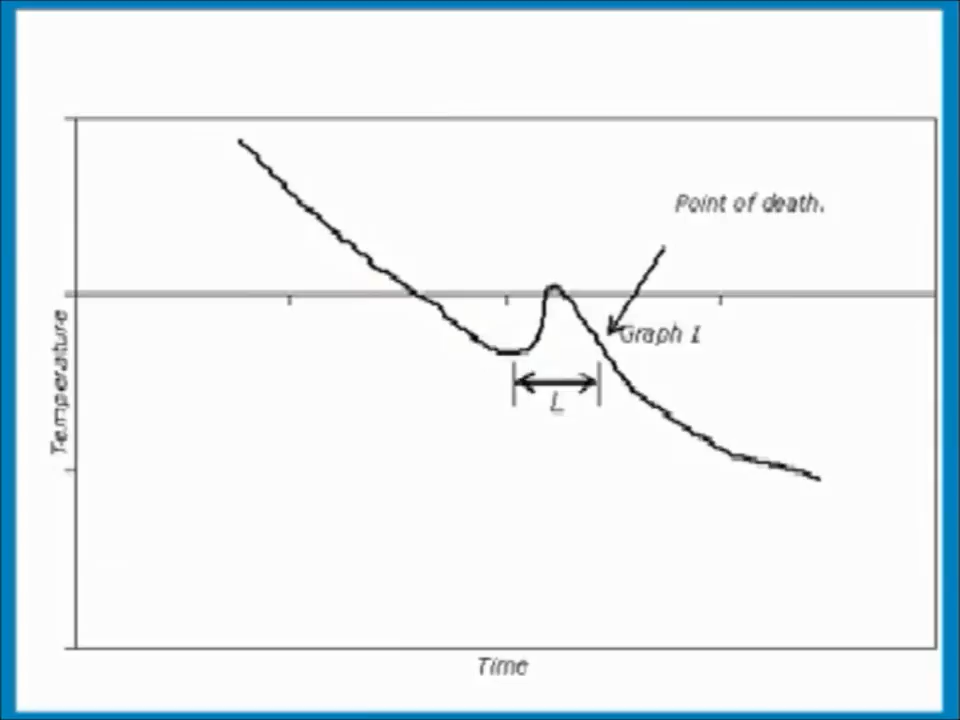 Point of death.
Graph 1
Temperature
L
Time